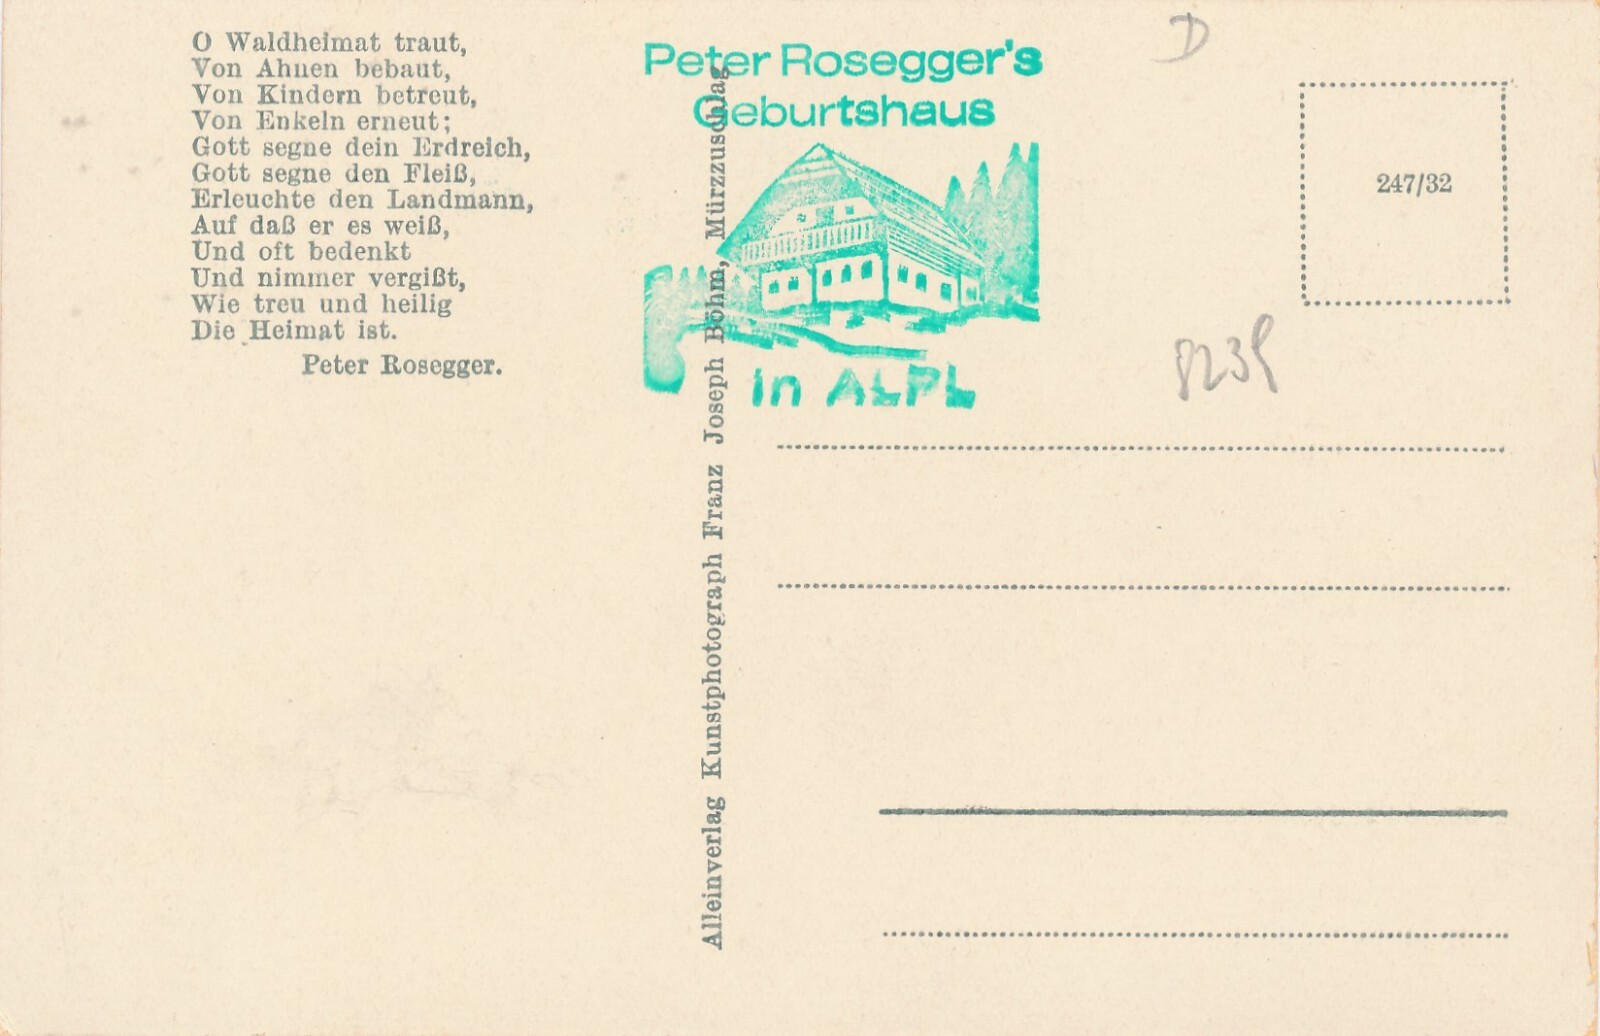 O Waldheimat traut,
Von Ahnen bebaut,
Von Kindern betreut,
Von Enkeln erneut;
Gott segne dein Erdreich,
Gott segne den Fleiß,
Erleuchte den Landmann,
Auf daß er es weiß,
Und oft bedenkt
Und nimmer vergißt,
Wie treu und heilig
Die Heimat ist.
Peter Rosegger.
Alleinverlag Kunstphotograph Franz Joseph Böhm, Mürzzuschlag
Peter Rosegger's
Geburtshaus
in ALPL
D
247/32